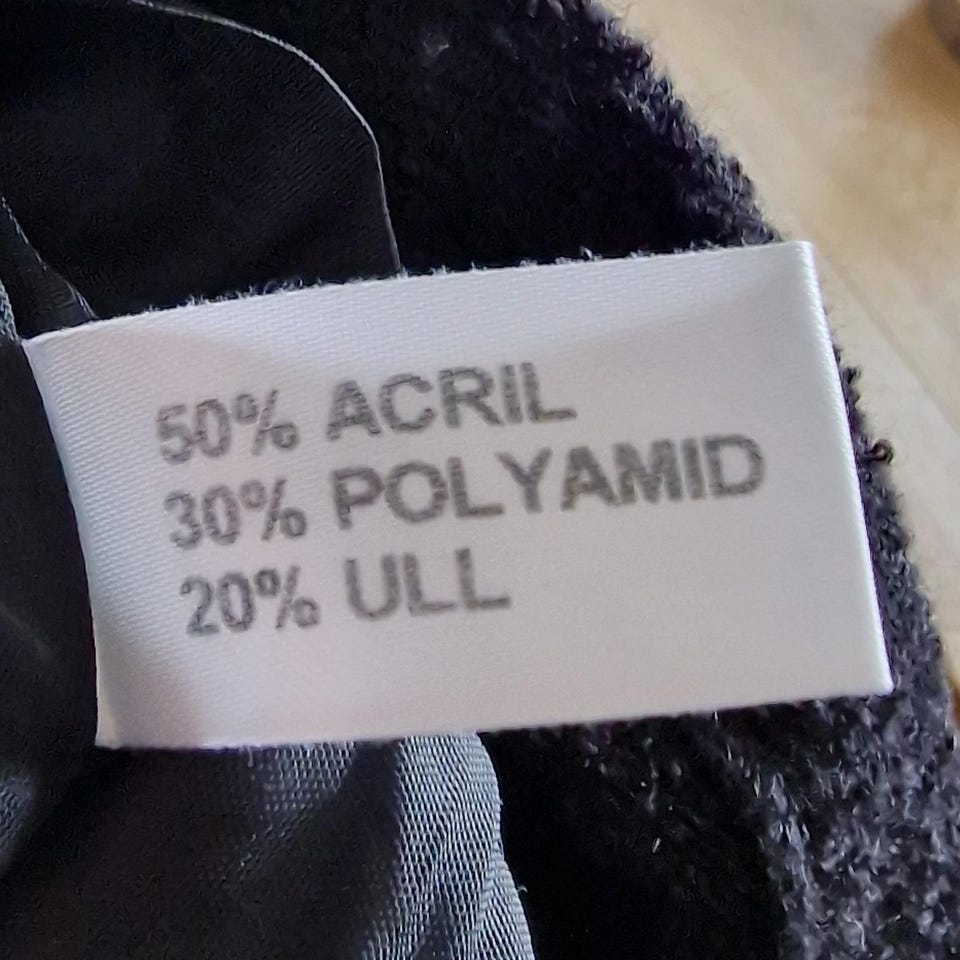 50% ACRIL
30% POLYAMID
20% ULL